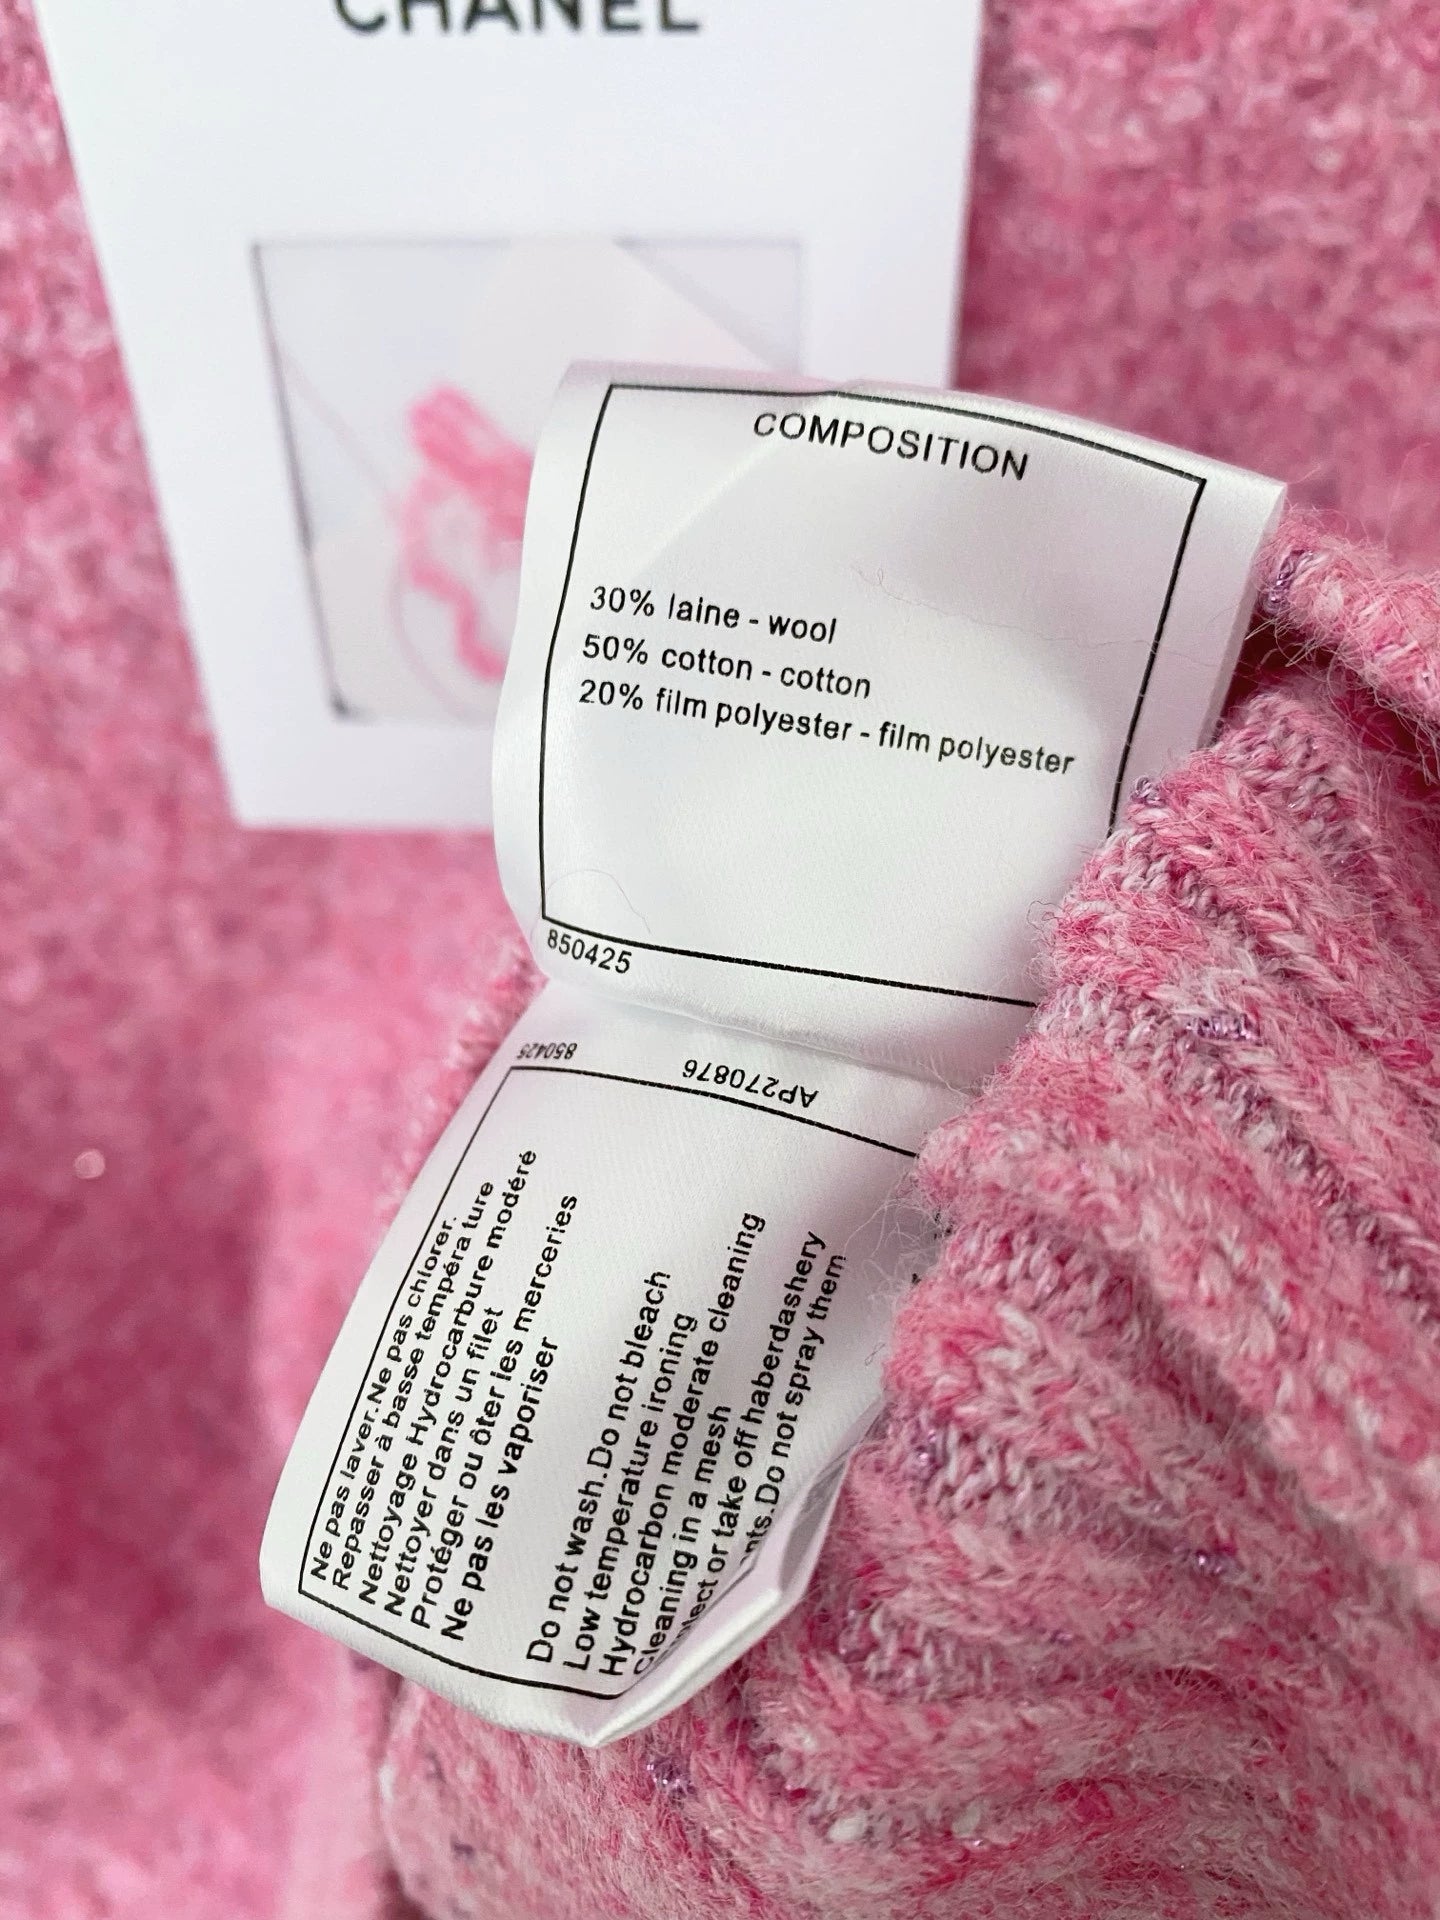 CHANEL
COMPOSITION
30% laine - wool
50% cotton - cotton
20% film polyester - film polyester
850425
850425
AP270876
Ne pas laver.Ne pas chlorer.
Repasser à basse tempéra ture
Nettoyage Hydrocarbure modéré
Nettoyer dans un filet
Protéger ou ôter les merceries
Ne pas les vaporiser
Do not wash.Do not bleach
Low temperature ironing
Hydrocarbon moderate cleaning
Cleaning in a mesh
or take off haberdashery
Do not spray them